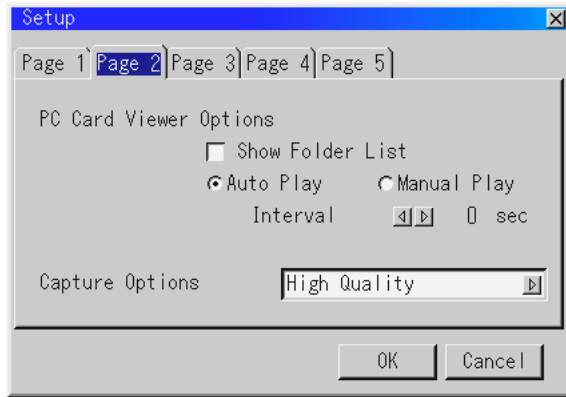 Setup
Page 1 Page 2 Page 3 Page 4 Page 5
PC Card Viewer Options
Show Folder List
Auto Play Manual Play
Interval 0 sec
Capture Options High Quality
OK Cancel